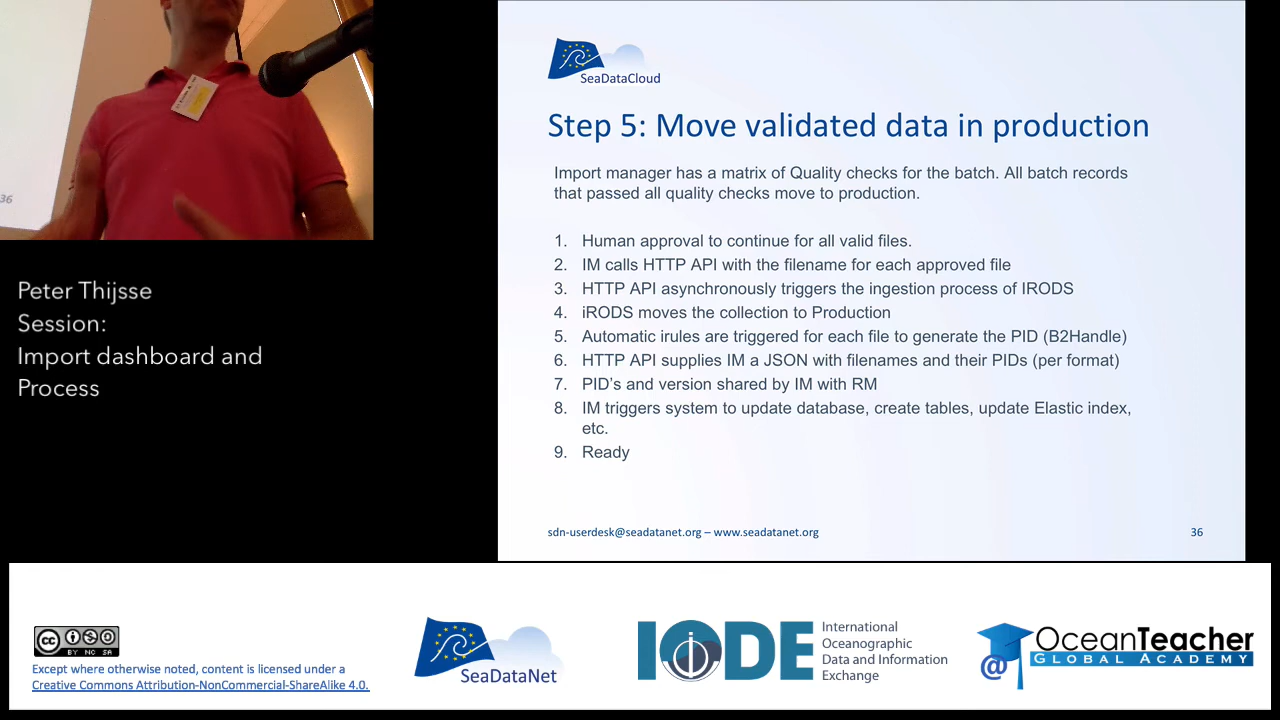 36
Peter Thijsse
Session:
Import dashboard and
Process
SeaDataCloud
Step 5: Move validated data in production
Import manager has a matrix of Quality checks for the batch. All batch records
that passed all quality checks move to production.
1. Human approval to continue for all valid files.
2. IM calls HTTP API with the filename for each approved file
3. HTTP API asynchronously triggers the ingestion process of IRODS
4. iRODS moves the collection to Production
5. Automatic irules are triggered for each file to generate the PID (B2Handle)
6. HTTP API supplies IM a JSON with filenames and their PIDs (per format)
7. PID's and version shared by IM with RM
8. IM triggers system to update database, create tables, update Elastic index,
etc.
9. Ready
sdn-userdesk@seadatanet.org – www.seadatanet.org
36
cc
BY NC SA
Except where otherwise noted, content is licensed under a
Creative Commons Attribution-NonCommercial-ShareAlike 4.0.
SeaDataNet
IODE
International
Oceanographic
Data and Information
Exchange
@
OceanTeacher
GLOBAL ACADEMY